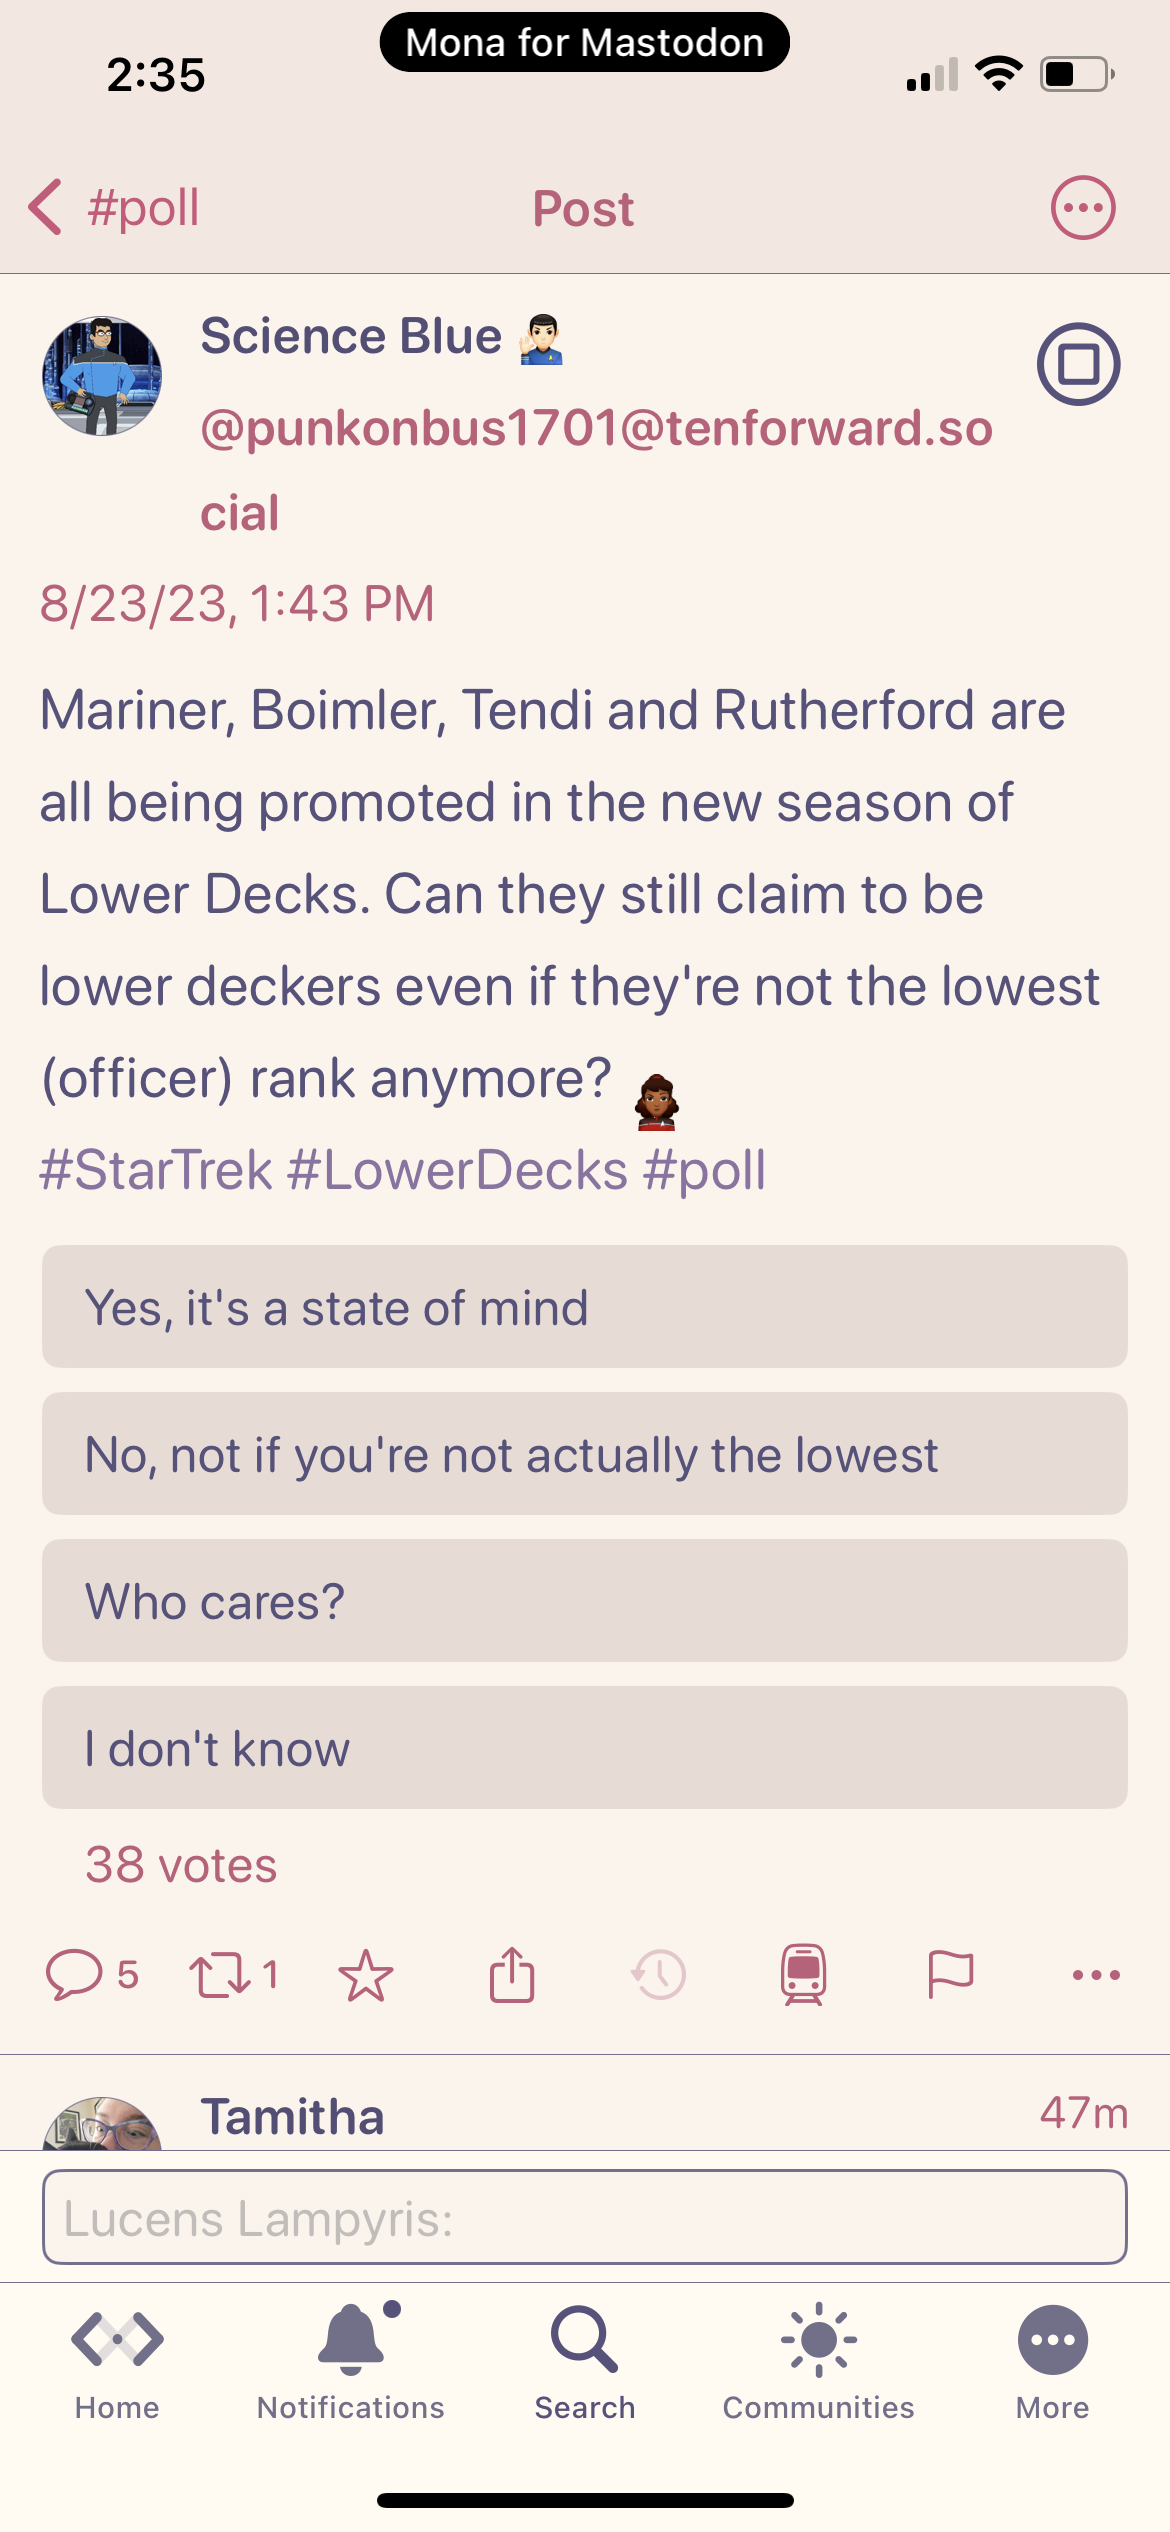 Mona for Mastodon
2:35
#poll
Post
Science Blue
@punkonbus1701@tenforward.so
cial
8/23/23, 1:43 PM
Mariner, Boimler, Tendi and Rutherford are
all being promoted in the new season of
Lower Decks. Can they still claim to be
lower deckers even if they're not the lowest
(officer) rank anymore?
#StarTrek #LowerDecks #poll
Yes, it's a state of mind
No, not if you're not actually the lowest
Who cares?
I don't know
38 votes
5 1
Tamitha 47m
Lucens Lampyris:
Home Notifications Search Communities More